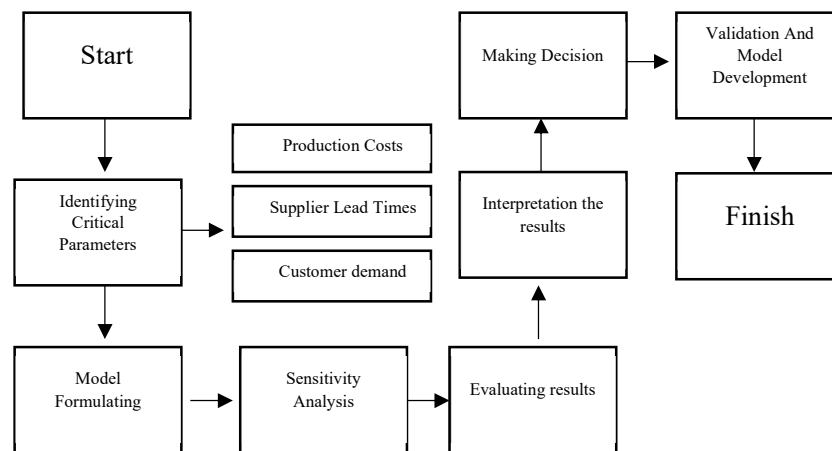 Start
Identifying
Critical
Parameters
Production Costs
Supplier Lead Times
Customer demand
Model
Formulating
Sensitivity
Analysis
Evaluating results
Interpretation the
results
Making Decision
Validation And
Model
Development
Finish